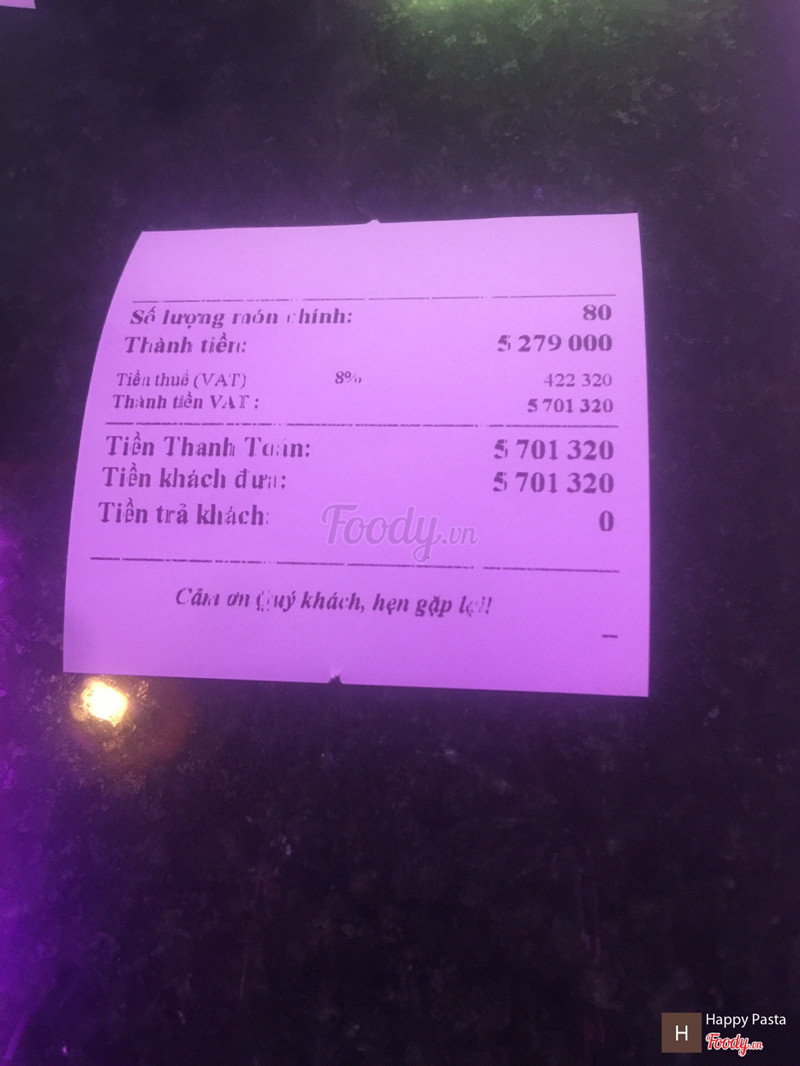 Số lượng món chính: 80
Thành tiền: 5 279 000
Tiền thuế (VAT) 8% 422 320
Thành tiền VAT : 5 701 320
Tiền Thanh Toán: 5 701 320
Tiền khách đưa: 5 701 320
Tiền trả khách: 0
Foody.vn
Cảm ơn Quý khách, hẹn gặp lại!
H Happy Pasta
Foody.vn